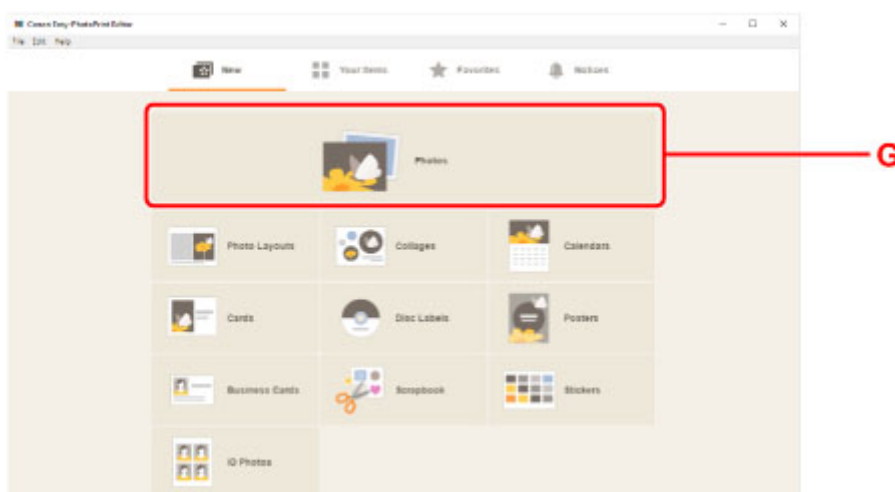 Canon Easy-PhotoPrint Editor
File Edit Help
New Your Items Favorites Notices
Photos
G
Photo Layouts Collages Calendars
Cards Disc Labels Posters
Business Cards Scrapbook Stickers
ID Photos